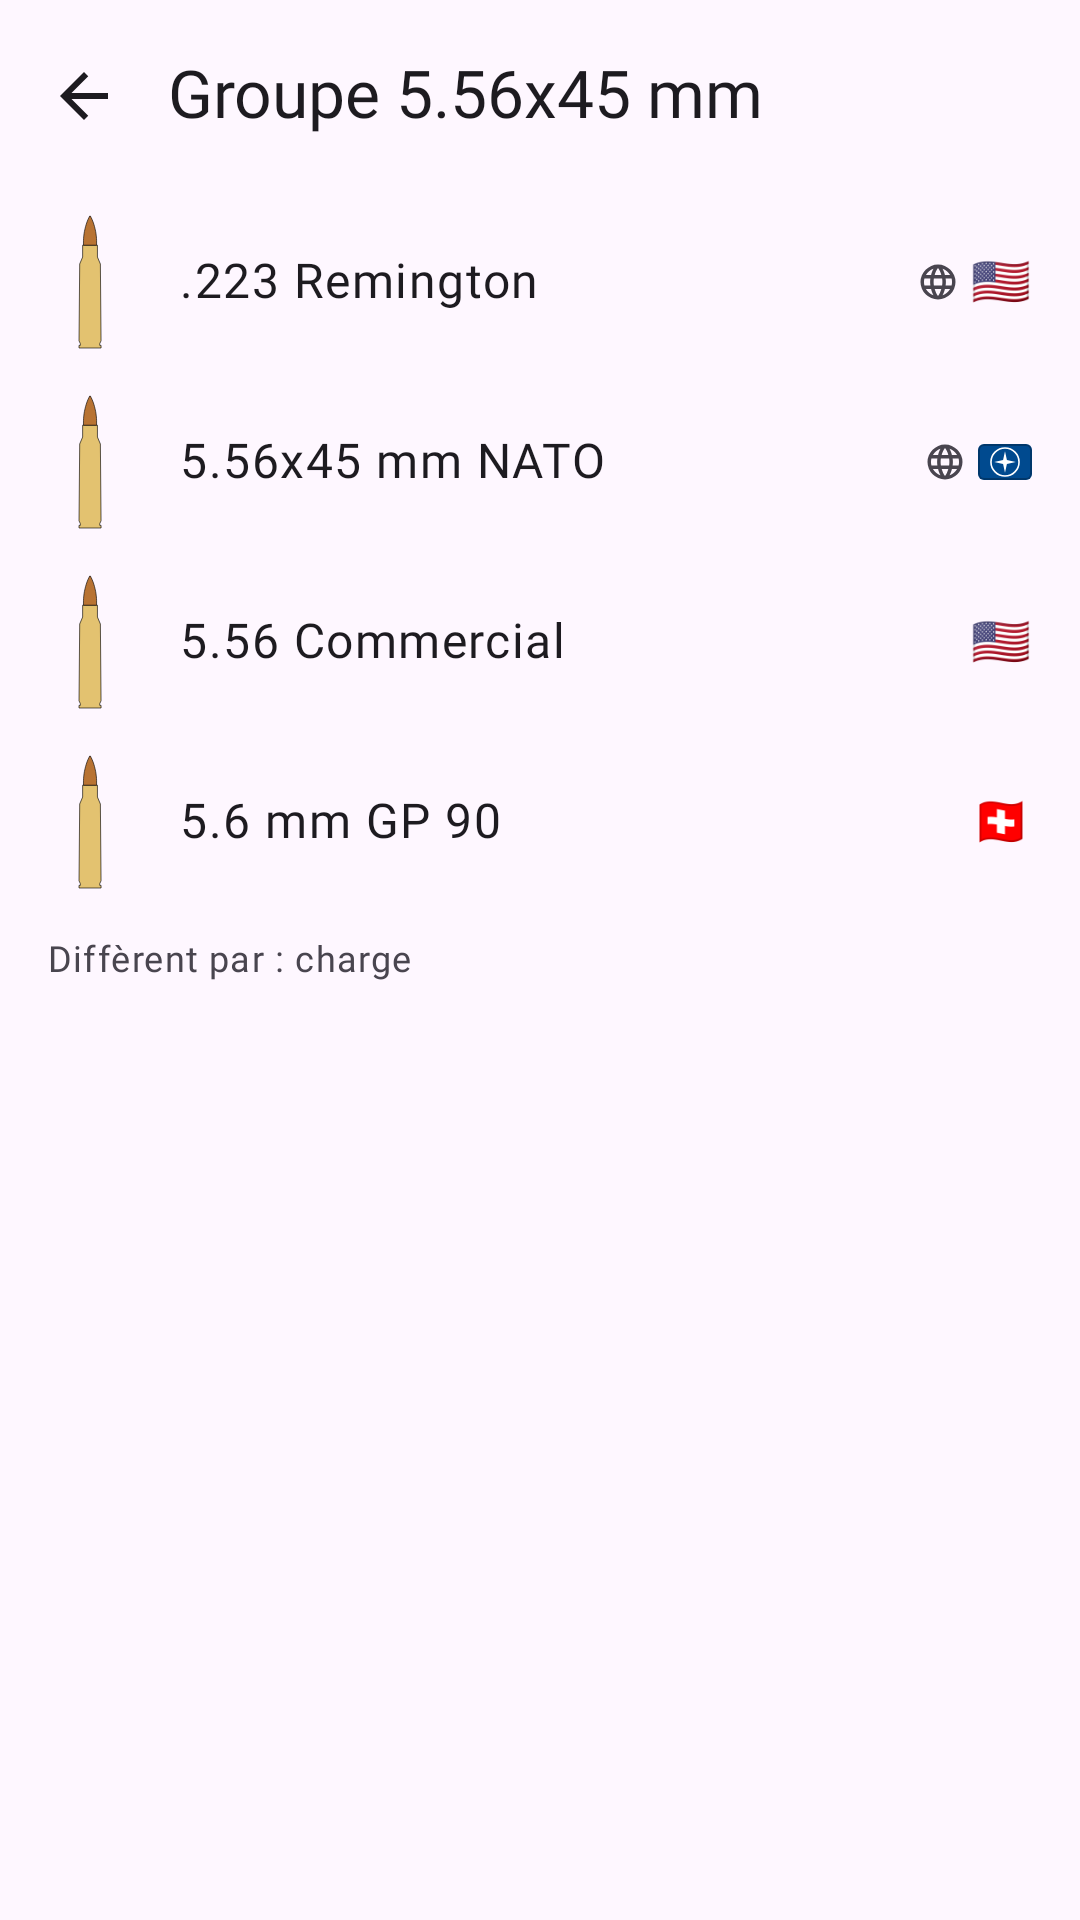 Groupe 5.56x45 mm
.223 Remington
5.56x45 mm NATO
5.56 Commercial
5.6 mm GP 90
Diffèrent par : charge